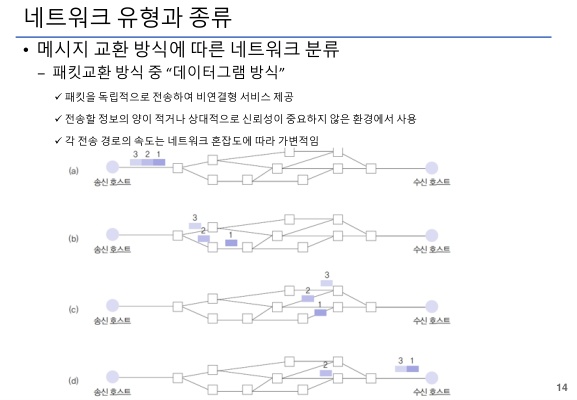 네트워크 유형과 종류
• 메시지 교환 방식에 따른 네트워크 분류
– 패킷교환 방식 중 “데이터그램 방식”
✓ 패킷을 독립적으로 전송하여 비연결형 서비스 제공
✓ 전송할 정보의 양이 적거나 상대적으로 신뢰성이 중요하지 않은 환경에서 사용
✓ 각 전송 경로의 속도는 네트워크 혼잡도에 따라 가변적임
3 2 1
(a)
송신 호스트 수신 호스트
3
2 1
(b)
송신 호스트 수신 호스트
3
2
1
(c)
송신 호스트 수신 호스트
2 3 1
(d)
송신 호스트 수신 호스트
14